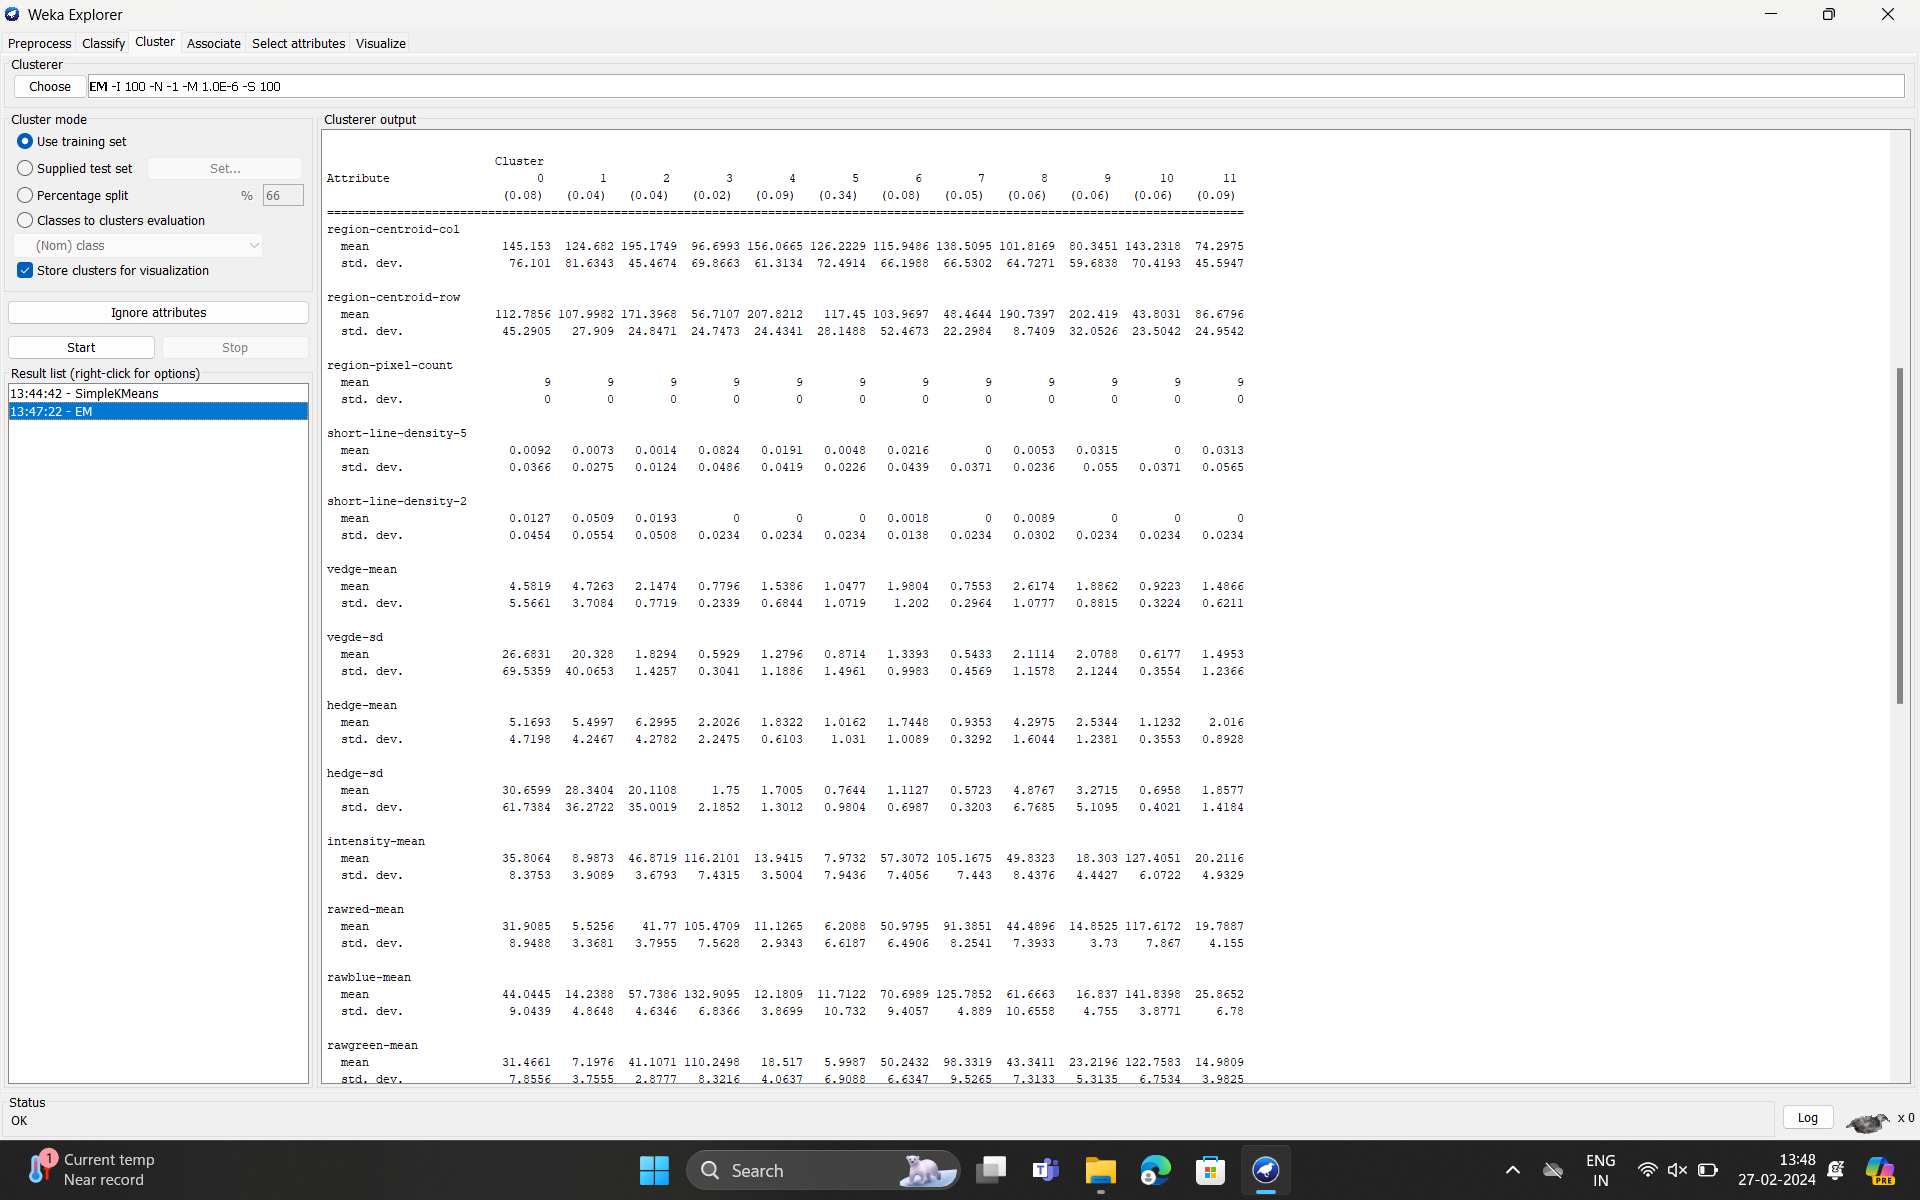 Weka Explorer
Preprocess Classify Cluster Associate Select attributes Visualize
Clusterer
Choose EM -I 100 -N -1 -M 1.0E-6 -S 100
Cluster mode
Use training set
Supplied test set Set...
Percentage split % 66
Classes to clusters evaluation
(Nom) class
Store clusters for visualization
Ignore attributes
Start Stop
Result list (right-click for options)
13:44:42 - SimpleKMeans
13:47:22 - EM
Clusterer output
Cluster
Attribute 0 1 2 3 4 5 6 7 8 9 10 11
(0.08) (0.04) (0.04) (0.02) (0.09) (0.34) (0.08) (0.05) (0.06) (0.06) (0.06) (0.09)
==========================================================================================
region-centroid-col
mean 145.153 124.682 195.1749 96.6993 156.0665 126.2229 115.9486 138.5095 101.8169 80.3451 143.2318 74.2975
std. dev. 76.101 81.6343 45.4674 69.8663 61.3134 72.4914 66.1988 66.5302 64.7271 59.6838 70.4193 45.5947
region-centroid-row
mean 112.7856 107.9982 171.3968 56.7107 207.8212 117.45 103.9697 48.4644 190.7397 202.419 43.8031 86.6796
std. dev. 45.2905 27.909 24.8471 24.7473 24.4341 28.1488 52.4673 22.2984 8.7409 32.0526 23.5042 24.9542
region-pixel-count
mean 9 9 9 9 9 9 9 9 9 9 9 9
std. dev. 0 0 0 0 0 0 0 0 0 0 0 0
short-line-density-5
mean 0.0092 0.0073 0.0014 0.0824 0.0191 0.0048 0.0216 0 0.0053 0.0315 0 0.0313
std. dev. 0.0366 0.0275 0.0124 0.0486 0.0419 0.0226 0.0439 0.0371 0.0236 0.055 0.0371 0.0565
short-line-density-2
mean 0.0127 0.0509 0.0193 0 0 0 0.0018 0 0.0089 0 0 0
std. dev. 0.0454 0.0554 0.0508 0.0234 0.0234 0.0234 0.0138 0.0234 0.0302 0.0234 0.0234 0.0234
vedge-mean
mean 4.5819 4.7263 2.1474 0.7796 1.5386 1.0477 1.9804 0.7553 2.6174 1.8862 0.9223 1.4866
std. dev. 5.5661 3.7084 0.7719 0.2339 0.6844 1.0719 1.202 0.2964 1.0777 0.8815 0.3224 0.6211
vegde-sd
mean 26.6831 20.328 1.8294 0.5929 1.2796 0.8714 1.3393 0.5433 2.1114 2.0788 0.6177 1.4953
std. dev. 69.5359 40.0653 1.4257 0.3041 1.1886 1.4961 0.9983 0.4569 1.1578 2.1244 0.3554 1.2366
hedge-mean
mean 5.1693 5.4997 6.2995 2.2026 1.8322 1.0162 1.7448 0.9353 4.2975 2.5344 1.1232 2.016
std. dev. 4.7198 4.2467 4.2782 2.2475 0.6103 1.031 1.0089 0.3292 1.6044 1.2381 0.3553 0.8928
hedge-sd
mean 30.6599 28.3404 20.1108 1.75 1.7005 0.7644 1.1127 0.5723 4.8767 3.2715 0.6958 1.8577
std. dev. 61.7384 36.2722 35.0019 2.1852 1.3012 0.9804 0.6987 0.3203 6.7685 5.1095 0.4021 1.4184
intensity-mean
mean 35.8064 8.9873 46.8719 116.2101 13.9415 7.9732 57.3072 105.1675 49.8323 18.303 127.4051 20.2116
std. dev. 8.3753 3.9089 3.6793 7.4315 3.5004 7.9436 7.4056 7.443 8.4376 4.4427 6.0722 4.9329
rawred-mean
mean 31.9085 5.5256 41.77 105.4709 11.1265 6.2088 50.9795 91.3851 44.4896 14.8525 117.6172 19.7887
std. dev. 8.9488 3.3681 3.7955 7.5628 2.9343 6.6187 6.4906 8.2541 7.3933 3.73 7.867 4.155
rawblue-mean
mean 44.0445 14.2388 57.7386 132.9095 12.1809 11.7122 70.6989 125.7852 61.6663 16.837 141.8398 25.8652
std. dev. 9.0439 4.8648 4.6346 6.8366 3.8699 10.732 9.4057 4.889 10.6558 4.755 3.8771 6.78
rawgreen-mean
mean 31.4661 7.1976 41.1071 110.2498 18.517 5.9987 50.2432 98.3319 43.3411 23.2196 122.7583 14.9809
std. dev. 7.8556 3.7555 2.8777 8.3216 4.0637 6.9088 6.6347 9.5265 7.3133 5.3135 6.7534 3.9825
Status
OK
Log x 0
1
Current temp
Near record
Search
PRE
ENG
IN
13:48
27-02-2024